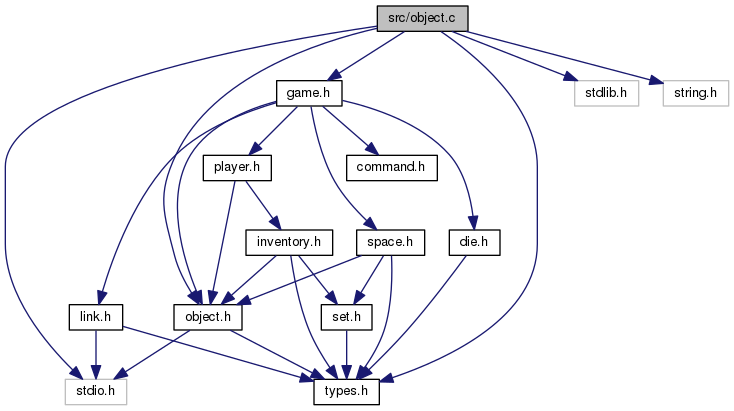 src/object.c
game.h
stdlib.h
string.h
player.h
command.h
inventory.h
space.h
die.h
link.h
object.h
set.h
stdio.h
types.h